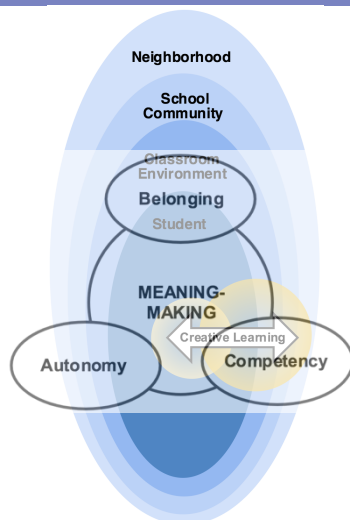 Neighborhood
School
Community
Classroom
Environment
Belonging
Student
MEANING-
MAKING
Creative Learning
Autonomy
Competency